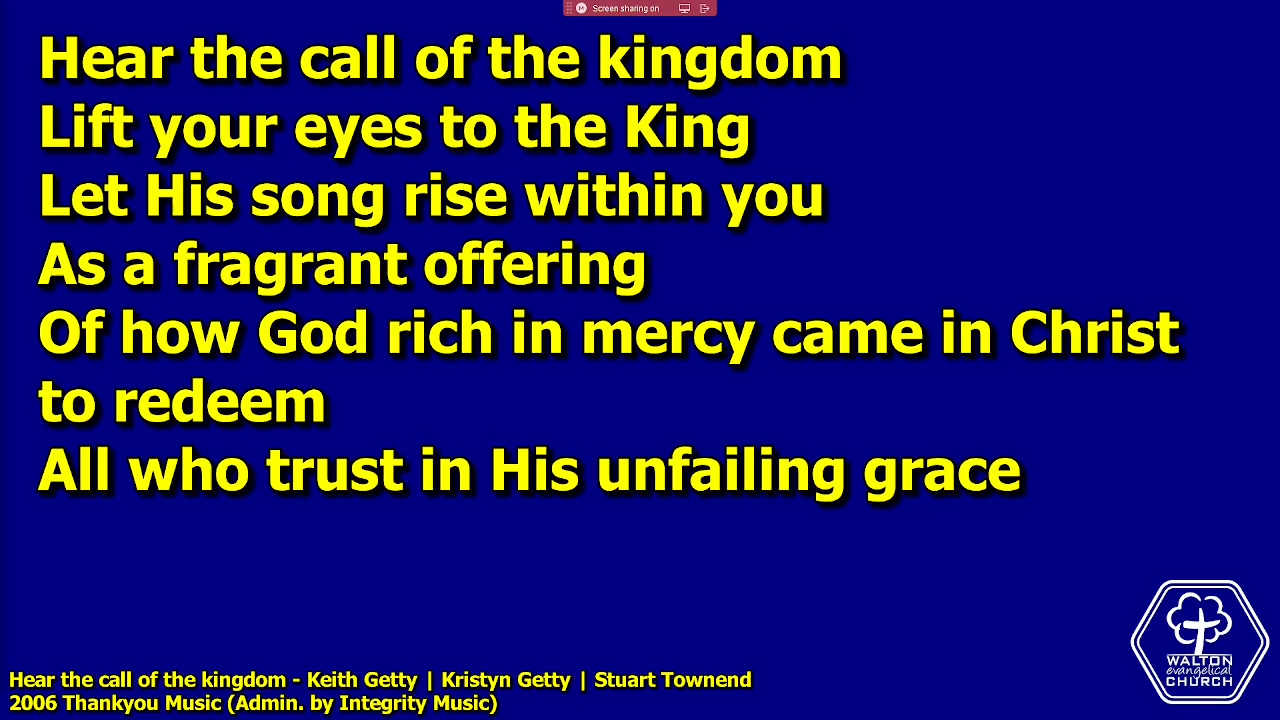 Screen sharing on
Hear the call of the kingdom
Lift your eyes to the King
Let His song rise within you
As a fragrant offering
Of how God rich in mercy came in Christ
to redeem
All who trust in His unfailing grace
WALTON
evangelical
CHURCH
Hear the call of the kingdom - Keith Getty | Kristyn Getty | Stuart Townend
2006 Thankyou Music (Admin. by Integrity Music)